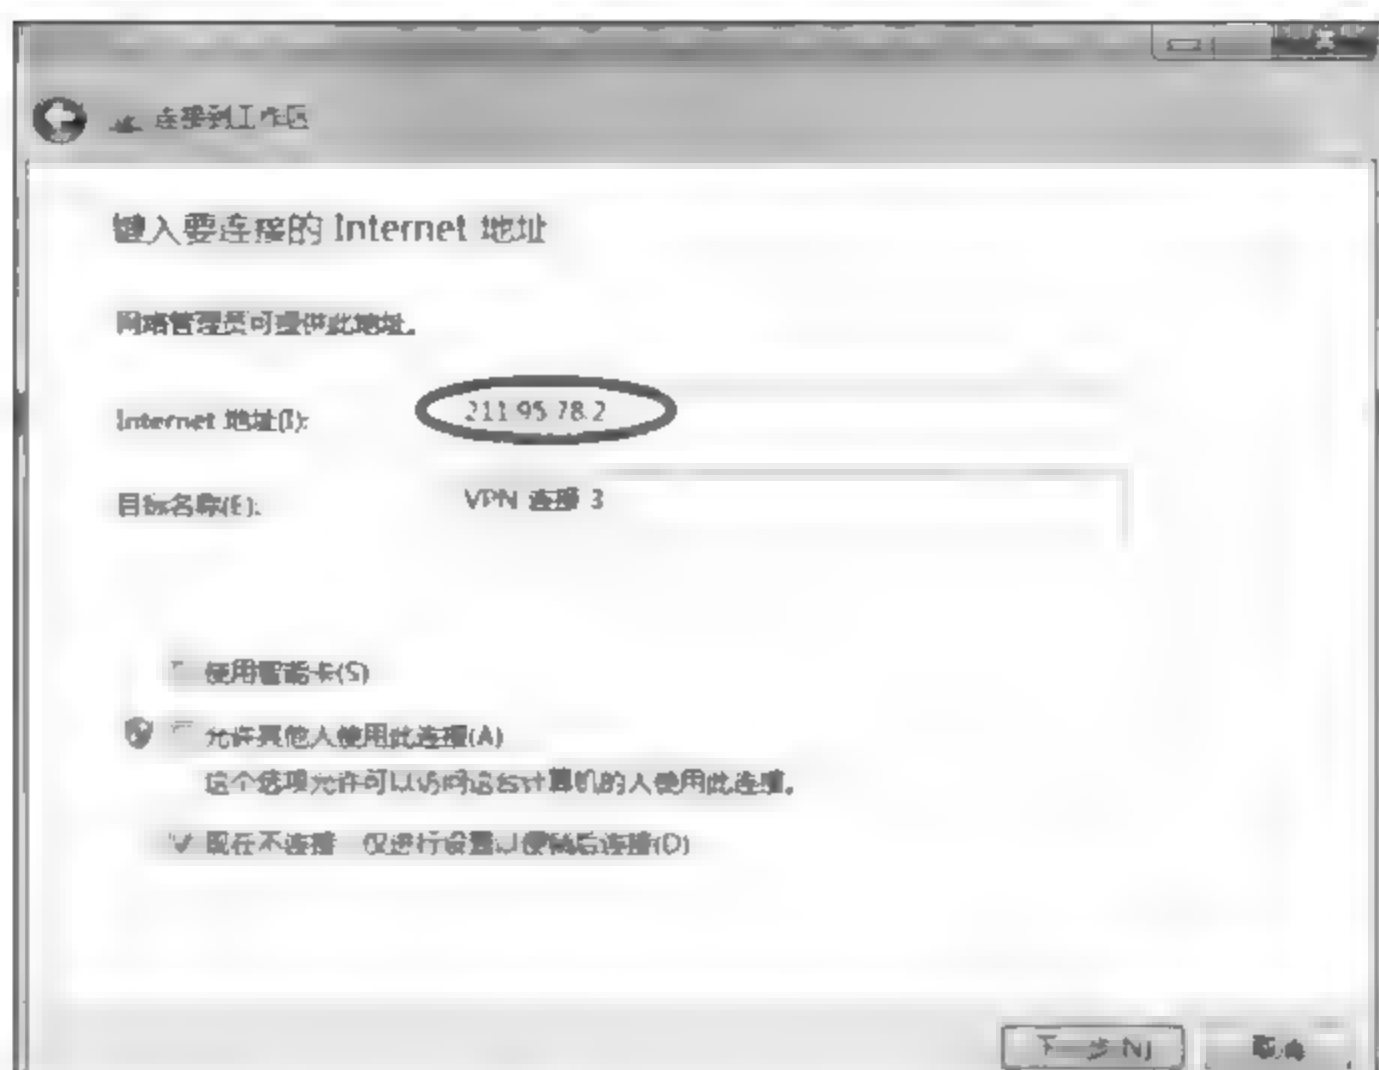 连接到工作区
键入要连接的 Internet 地址
网络管理员可提供此地址。
Internet 地址(I):
211.95.78.2
目标名称(E):
VPN 连接 3
使用智能卡(S)
允许其他人使用此连接(A)
这个选项允许可以访问这台计算机的人使用此连接。
现在不连接 仅进行设置以便稍后连接(D)
下一步 N)
取消